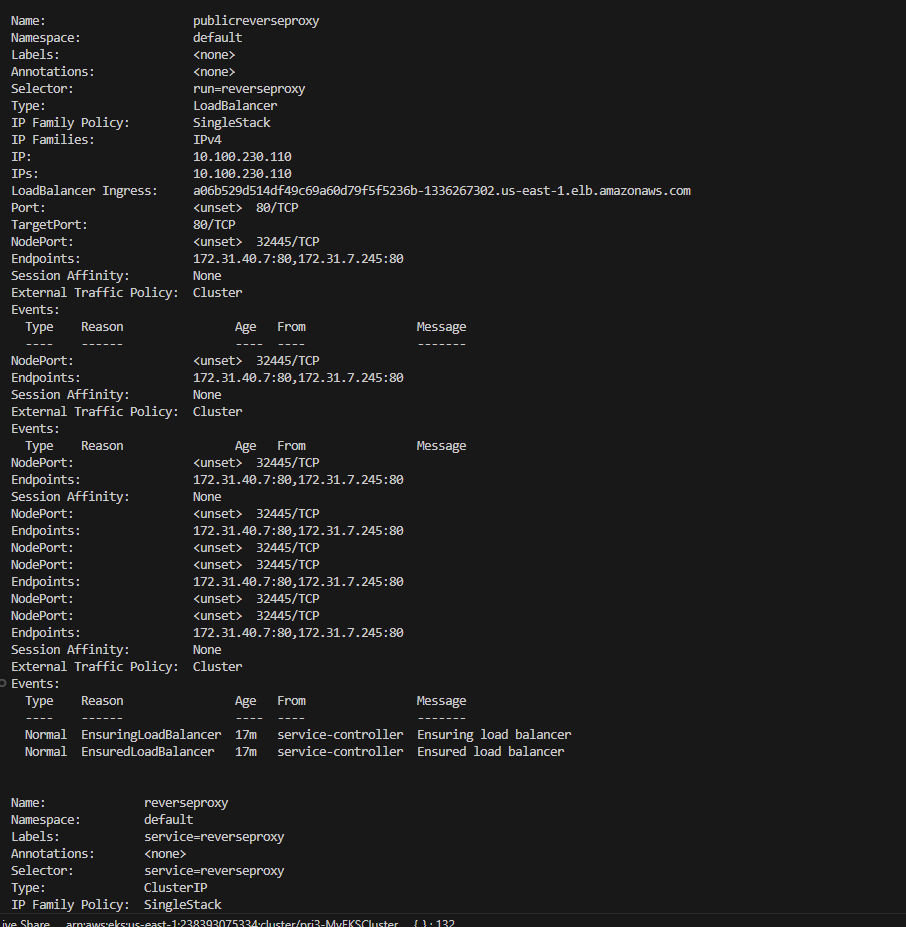 Name: publicreverseproxy
Namespace: default
Labels: <none>
Annotations: <none>
Selector: run=reverseproxy
Type: LoadBalancer
IP Family Policy: SingleStack
IP Families: IPv4
IP: 10.100.230.110
IPs: 10.100.230.110
LoadBalancer Ingress: a06b529d514df49c69a60d79f5f5236b-1336267302.us-east-1.elb.amazonaws.com
Port: <unset> 80/TCP
TargetPort: 80/TCP
NodePort: <unset> 32445/TCP
Endpoints: 172.31.40.7:80,172.31.7.245:80
Session Affinity: None
External Traffic Policy: Cluster
Events:
Type Reason Age From Message
---- ------ ---- ---- -------
NodePort: <unset> 32445/TCP
Endpoints: 172.31.40.7:80,172.31.7.245:80
Session Affinity: None
External Traffic Policy: Cluster
Events:
Type Reason Age From Message
NodePort: <unset> 32445/TCP
Endpoints: 172.31.40.7:80,172.31.7.245:80
Session Affinity: None
NodePort: <unset> 32445/TCP
Endpoints: 172.31.40.7:80,172.31.7.245:80
NodePort: <unset> 32445/TCP
NodePort: <unset> 32445/TCP
Endpoints: 172.31.40.7:80,172.31.7.245:80
NodePort: <unset> 32445/TCP
NodePort: <unset> 32445/TCP
Endpoints: 172.31.40.7:80,172.31.7.245:80
Session Affinity: None
External Traffic Policy: Cluster
Events:
Type Reason Age From Message
---- ------ ---- ---- -------
Normal EnsuringLoadBalancer 17m service-controller Ensuring load balancer
Normal EnsuredLoadBalancer 17m service-controller Ensured load balancer
Name: reverseproxy
Namespace: default
Labels: service=reverseproxy
Annotations: <none>
Selector: service=reverseproxy
Type: ClusterIP
IP Family Policy: SingleStack
ive Share arn:aws:eks:us-east-1:238393075334:cluster/prj3-MyEKSCluster { } : 132